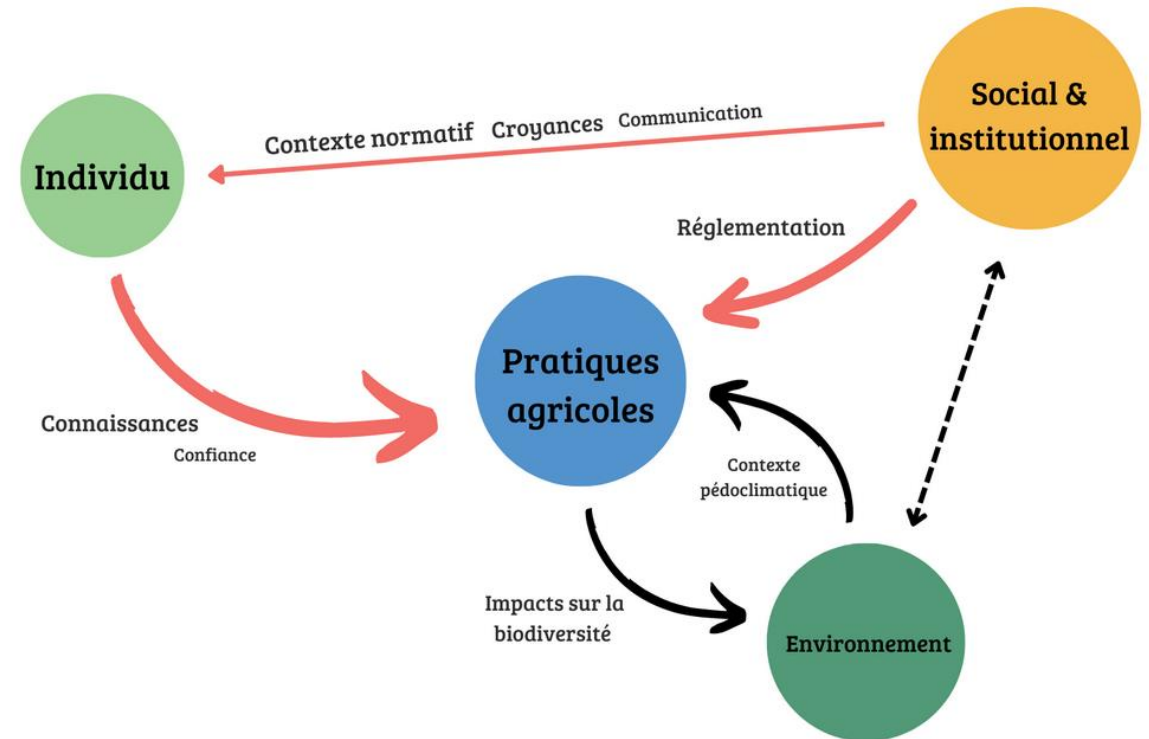 Social &
institutionnel
Contexte normatif Croyances Communication
Individu
Réglementation
Pratiques
agricoles
Connaissances
Confiance
Contexte
pédoclimatique
Impacts sur la
biodiversité
Environnement